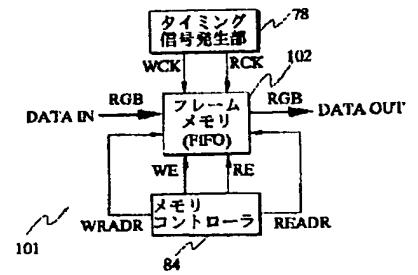 タイミング
信号発生部
78
WCK
RCK
102
RGB
フレーム
RGB
DATA IN
メモリ
DATA OUT
(FIFO)
WE
RE
メモリ
WRADR
コントローラ
READR
101
84